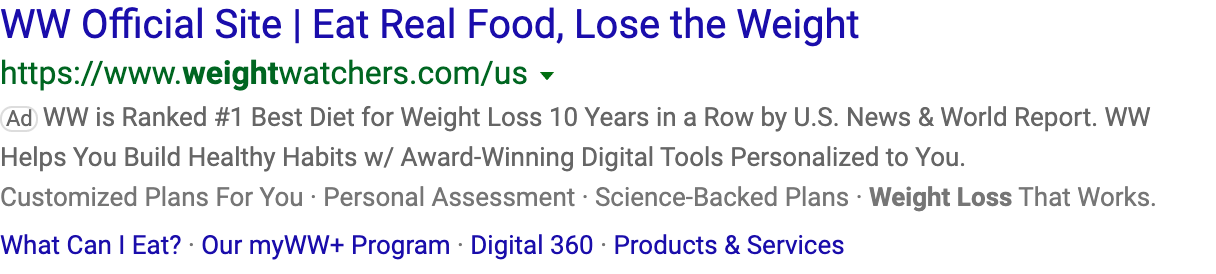 WW Official Site | Eat Real Food, Lose the Weight
https://www.weightwatchers.com/us
Ad WW is Ranked #1 Best Diet for Weight Loss 10 Years in a Row by U.S. News & World Report. WW
Helps You Build Healthy Habits w/ Award-Winning Digital Tools Personalized to You.
Customized Plans For You · Personal Assessment · Science-Backed Plans · Weight Loss That Works.
What Can I Eat? · Our myWW+ Program · Digital 360 · Products & Services